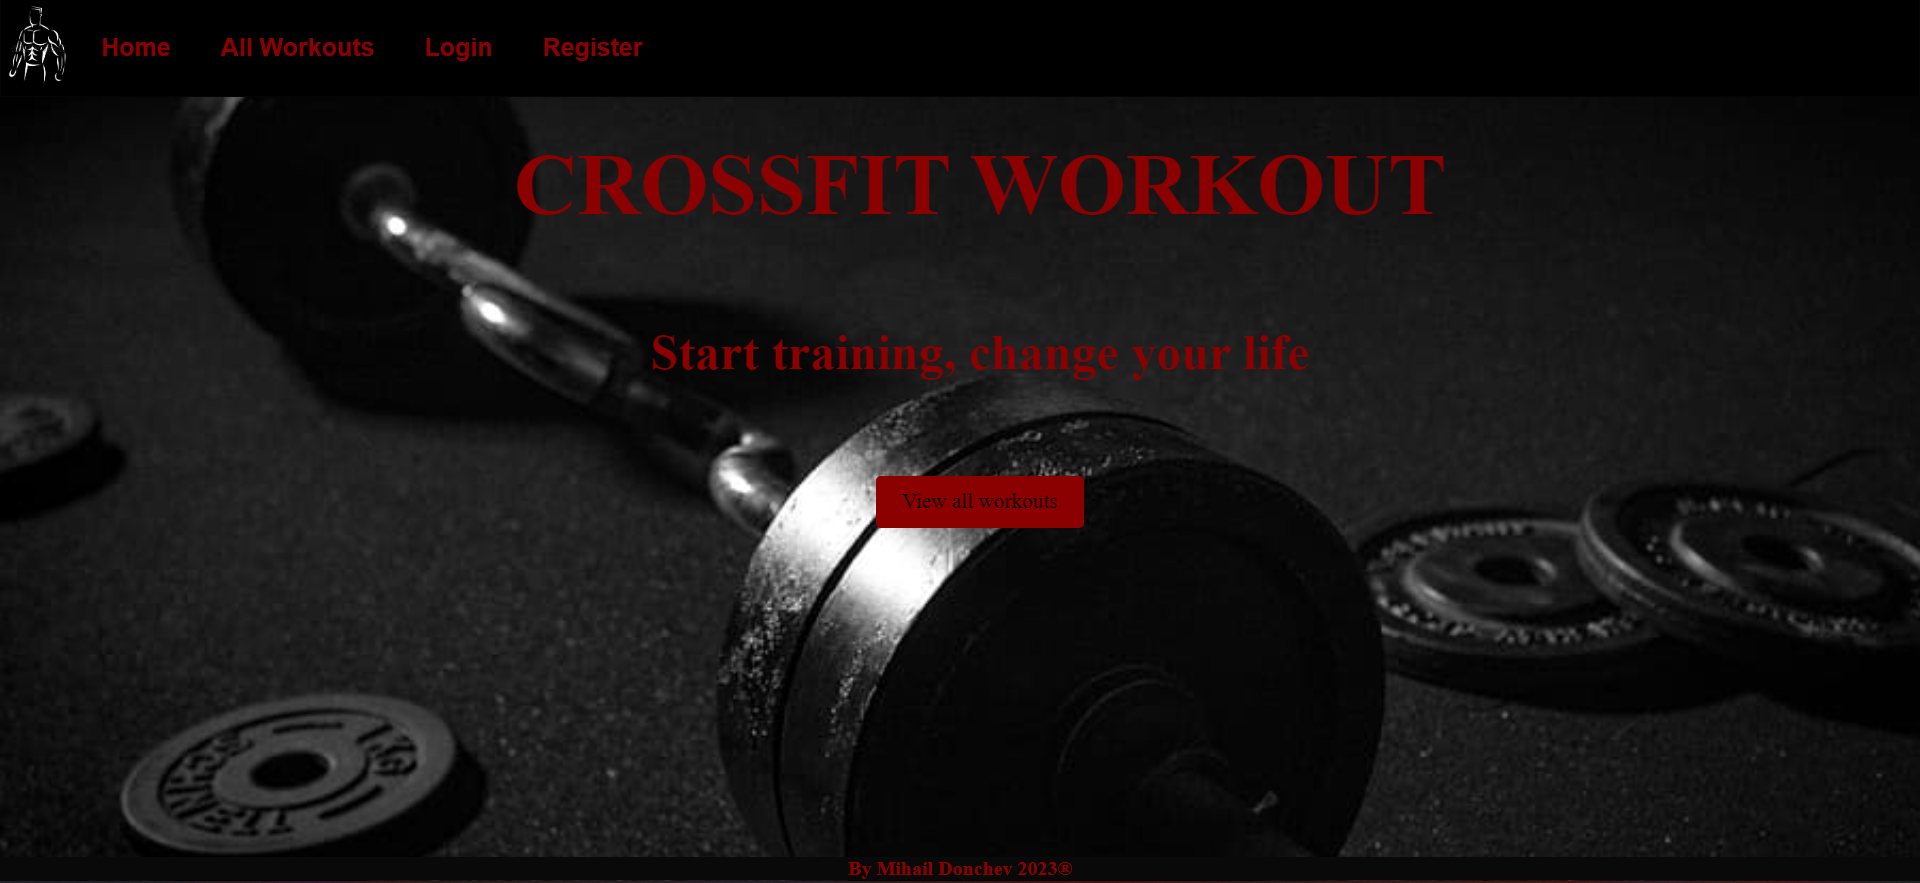 Home
All Workouts
Login
Register
CROSSFIT WORKOUT
Start training, change your life
View all workouts
1KG
By Mihail Donchev 2023®